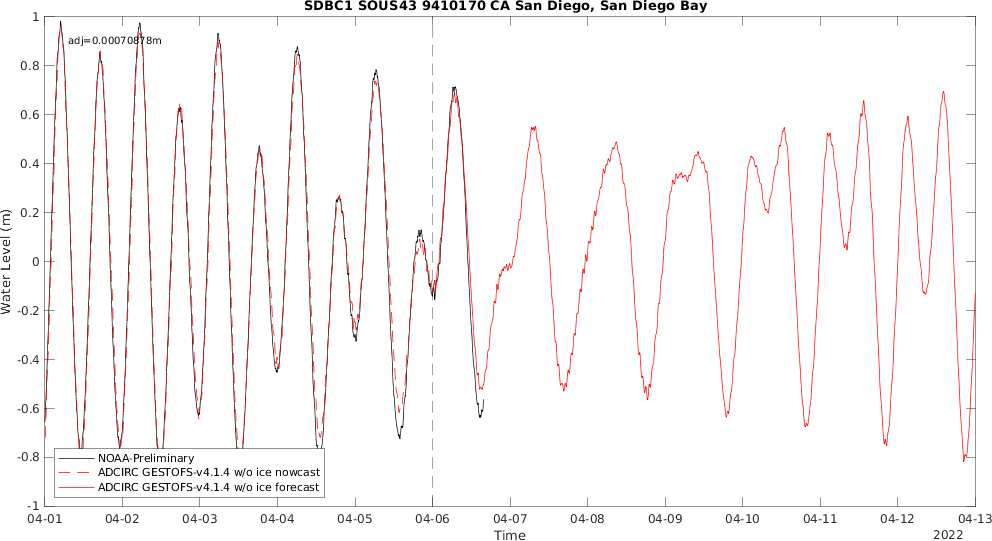 SDBC1 SOUS43 9410170 CA San Diego, San Diego Bay
adj=0.00070878m
Water Level (m)
1
0.8
0.6
0.4
0.2
0
-0.2
-0.4
-0.6
-0.8
-1
NOAA-Preliminary
ADCIRC GESTOFS-v4.1.4 w/o ice nowcast
ADCIRC GESTOFS-v4.1.4 w/o ice forecast
04-01 04-02 04-03 04-04 04-05 04-06 04-07 04-08 04-09 04-10 04-11 04-12 04-13
Time
2022